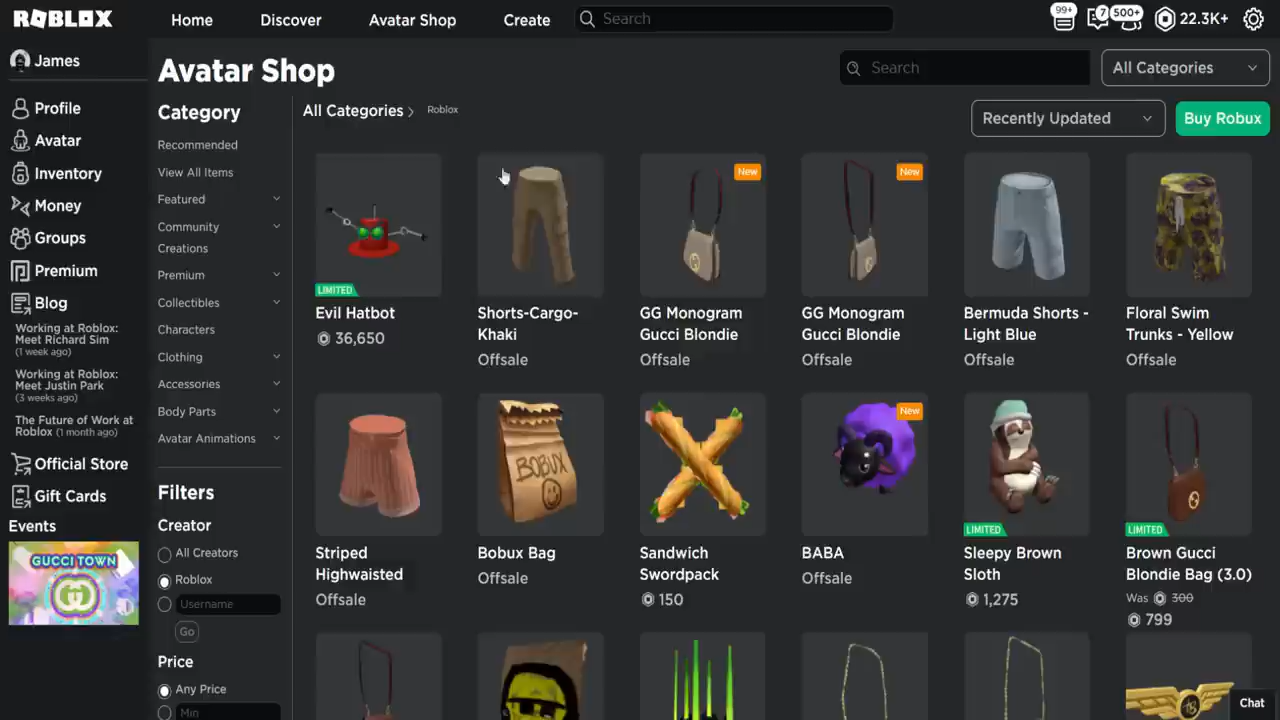 ROBLOX
Home
Discover
Avatar Shop
Create
Search
99+
7
500+
22.3K+
James
Profile
Avatar
Inventory
Money
Groups
Premium
Blog
Working at Roblox:
Meet Richard Sim
(1 week ago)
Working at Roblox:
Meet Justin Park
(3 weeks ago)
The Future of Work at
Roblox (1 month ago)
Official Store
Gift Cards
Events
GUCCI TOWN
Avatar Shop
Search
All Categories
Category
Recommended
View All Items
Featured
Community
Creations
Premium
Collectibles
Characters
Clothing
Accessories
Body Parts
Avatar Animations
Filters
Creator
All Creators
Roblox
Username
Go
Price
Any Price
Min
All Categories
Roblox
Recently Updated
Buy Robux
LIMITED
Evil Hatbot
36,650
Shorts-Cargo-
Khaki
Offsale
New
GG Monogram
Gucci Blondie
Offsale
New
GG Monogram
Gucci Blondie
Offsale
Bermuda Shorts -
Light Blue
Offsale
Floral Swim
Trunks - Yellow
Offsale
Striped
Highwaisted
Offsale
BOBUX
Bobux Bag
Offsale
Sandwich
Swordpack
150
New
BABA
Offsale
LIMITED
Sleepy Brown
Sloth
1,275
LIMITED
Brown Gucci
Blondie Bag (3.0)
Was 300
799
Chat